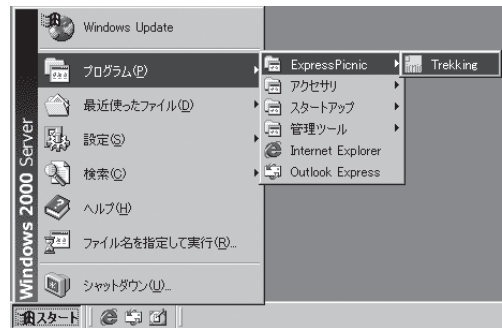 Windows Update
プログラム(P)
最近使ったファイル(D)
設定(S)
検索(C)
ヘルプ(H)
ファイル名を指定して実行(R)...
シャットダウン(U)...
Windows 2000 Server
ExpressPicnic
アクセサリ
スタートアップ
管理ツール
Internet Explorer
Outlook Express
Trekking
スタート